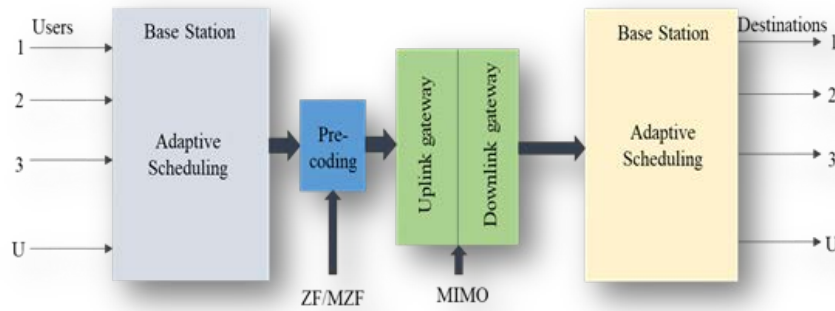 Users
1
2
3
U
Base Station
Adaptive
Scheduling
Pre-
coding
ZF/MZF
Uplink gateway
Downlink gateway
MIMO
Base Station
Adaptive
Scheduling
Destinations
1
2
3
U